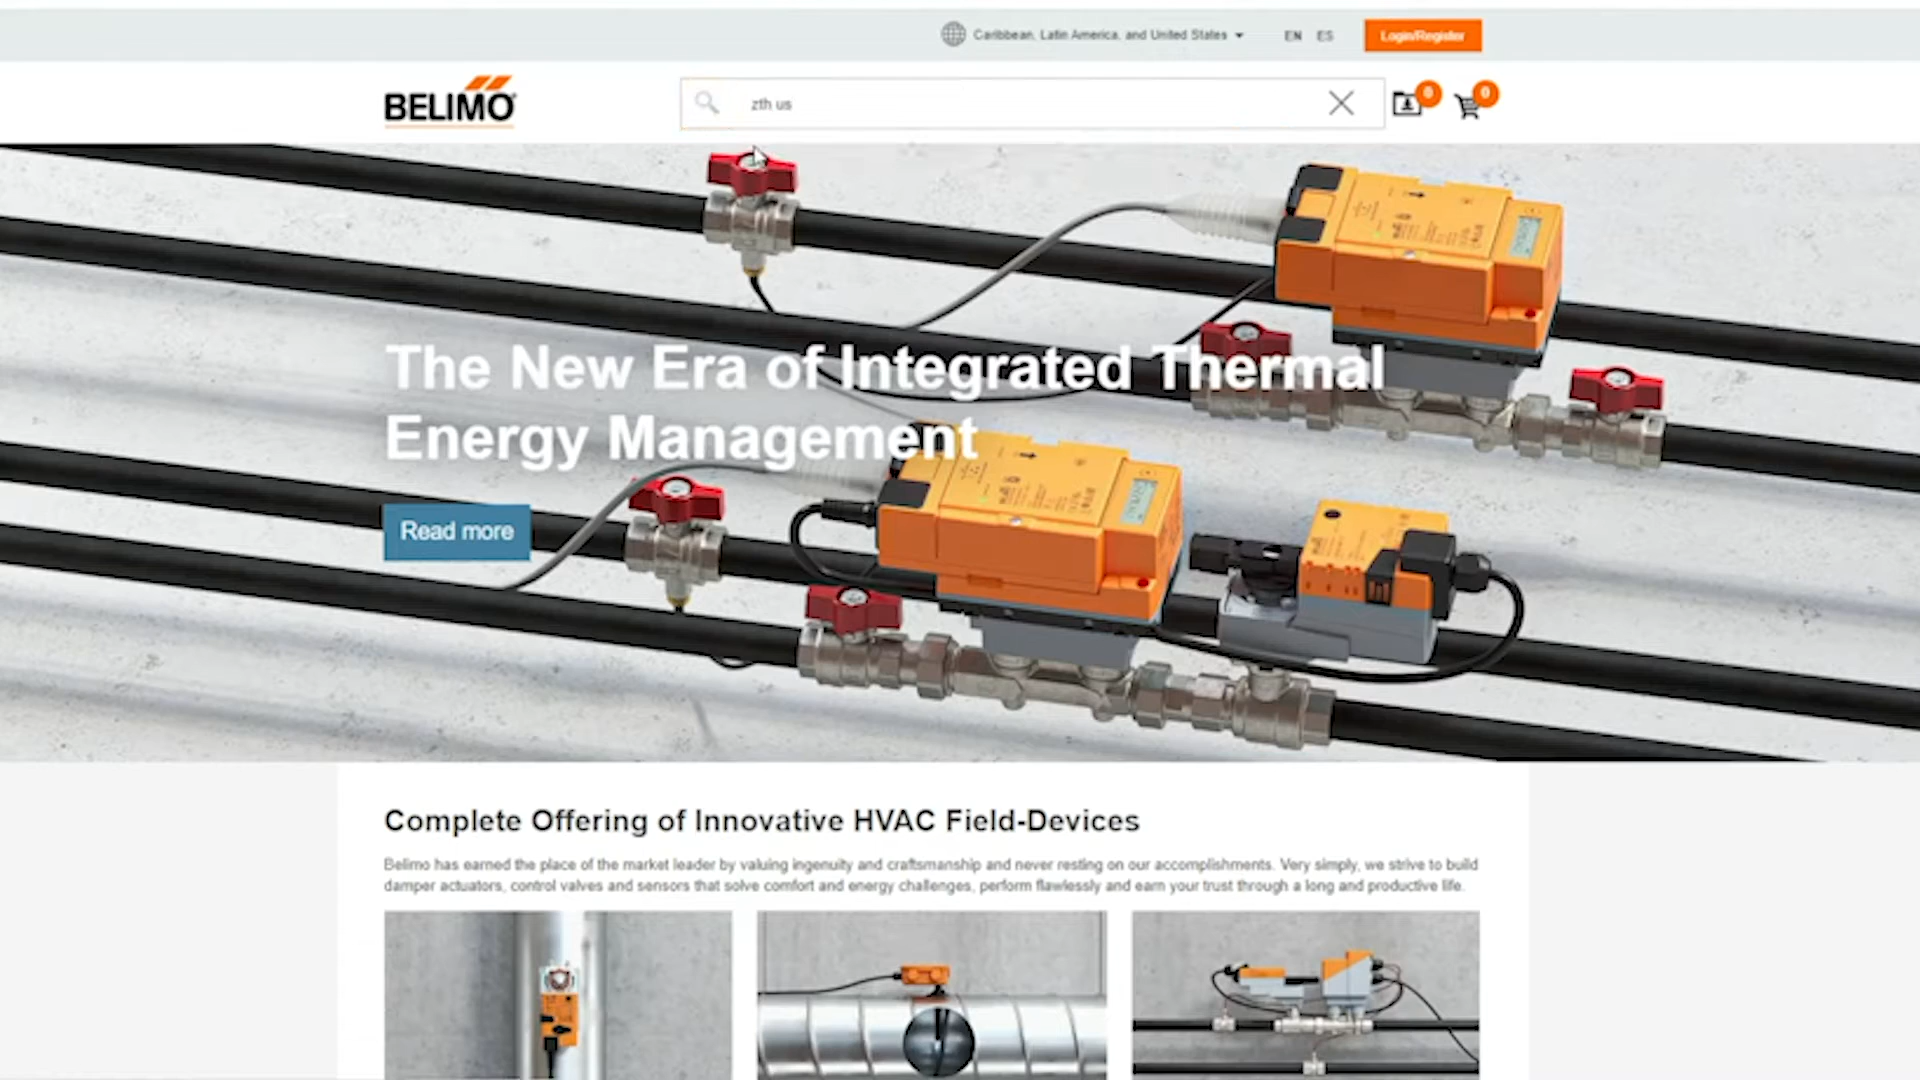 Caribbean, Latin America, and United States
EN ES
Login/Register
BELIMO
zth us
0
0
The New Era of Integrated Thermal
Energy Management
Read more
Complete Offering of Innovative HVAC Field-Devices
Belimo has earned the place of the market leader by valuing ingenuity and craftsmanship and never resting on our accomplishments. Very simply, we strive to build
damper actuators, control valves and sensors that solve comfort and energy challenges, perform flawlessly and earn your trust through a long and productive life.